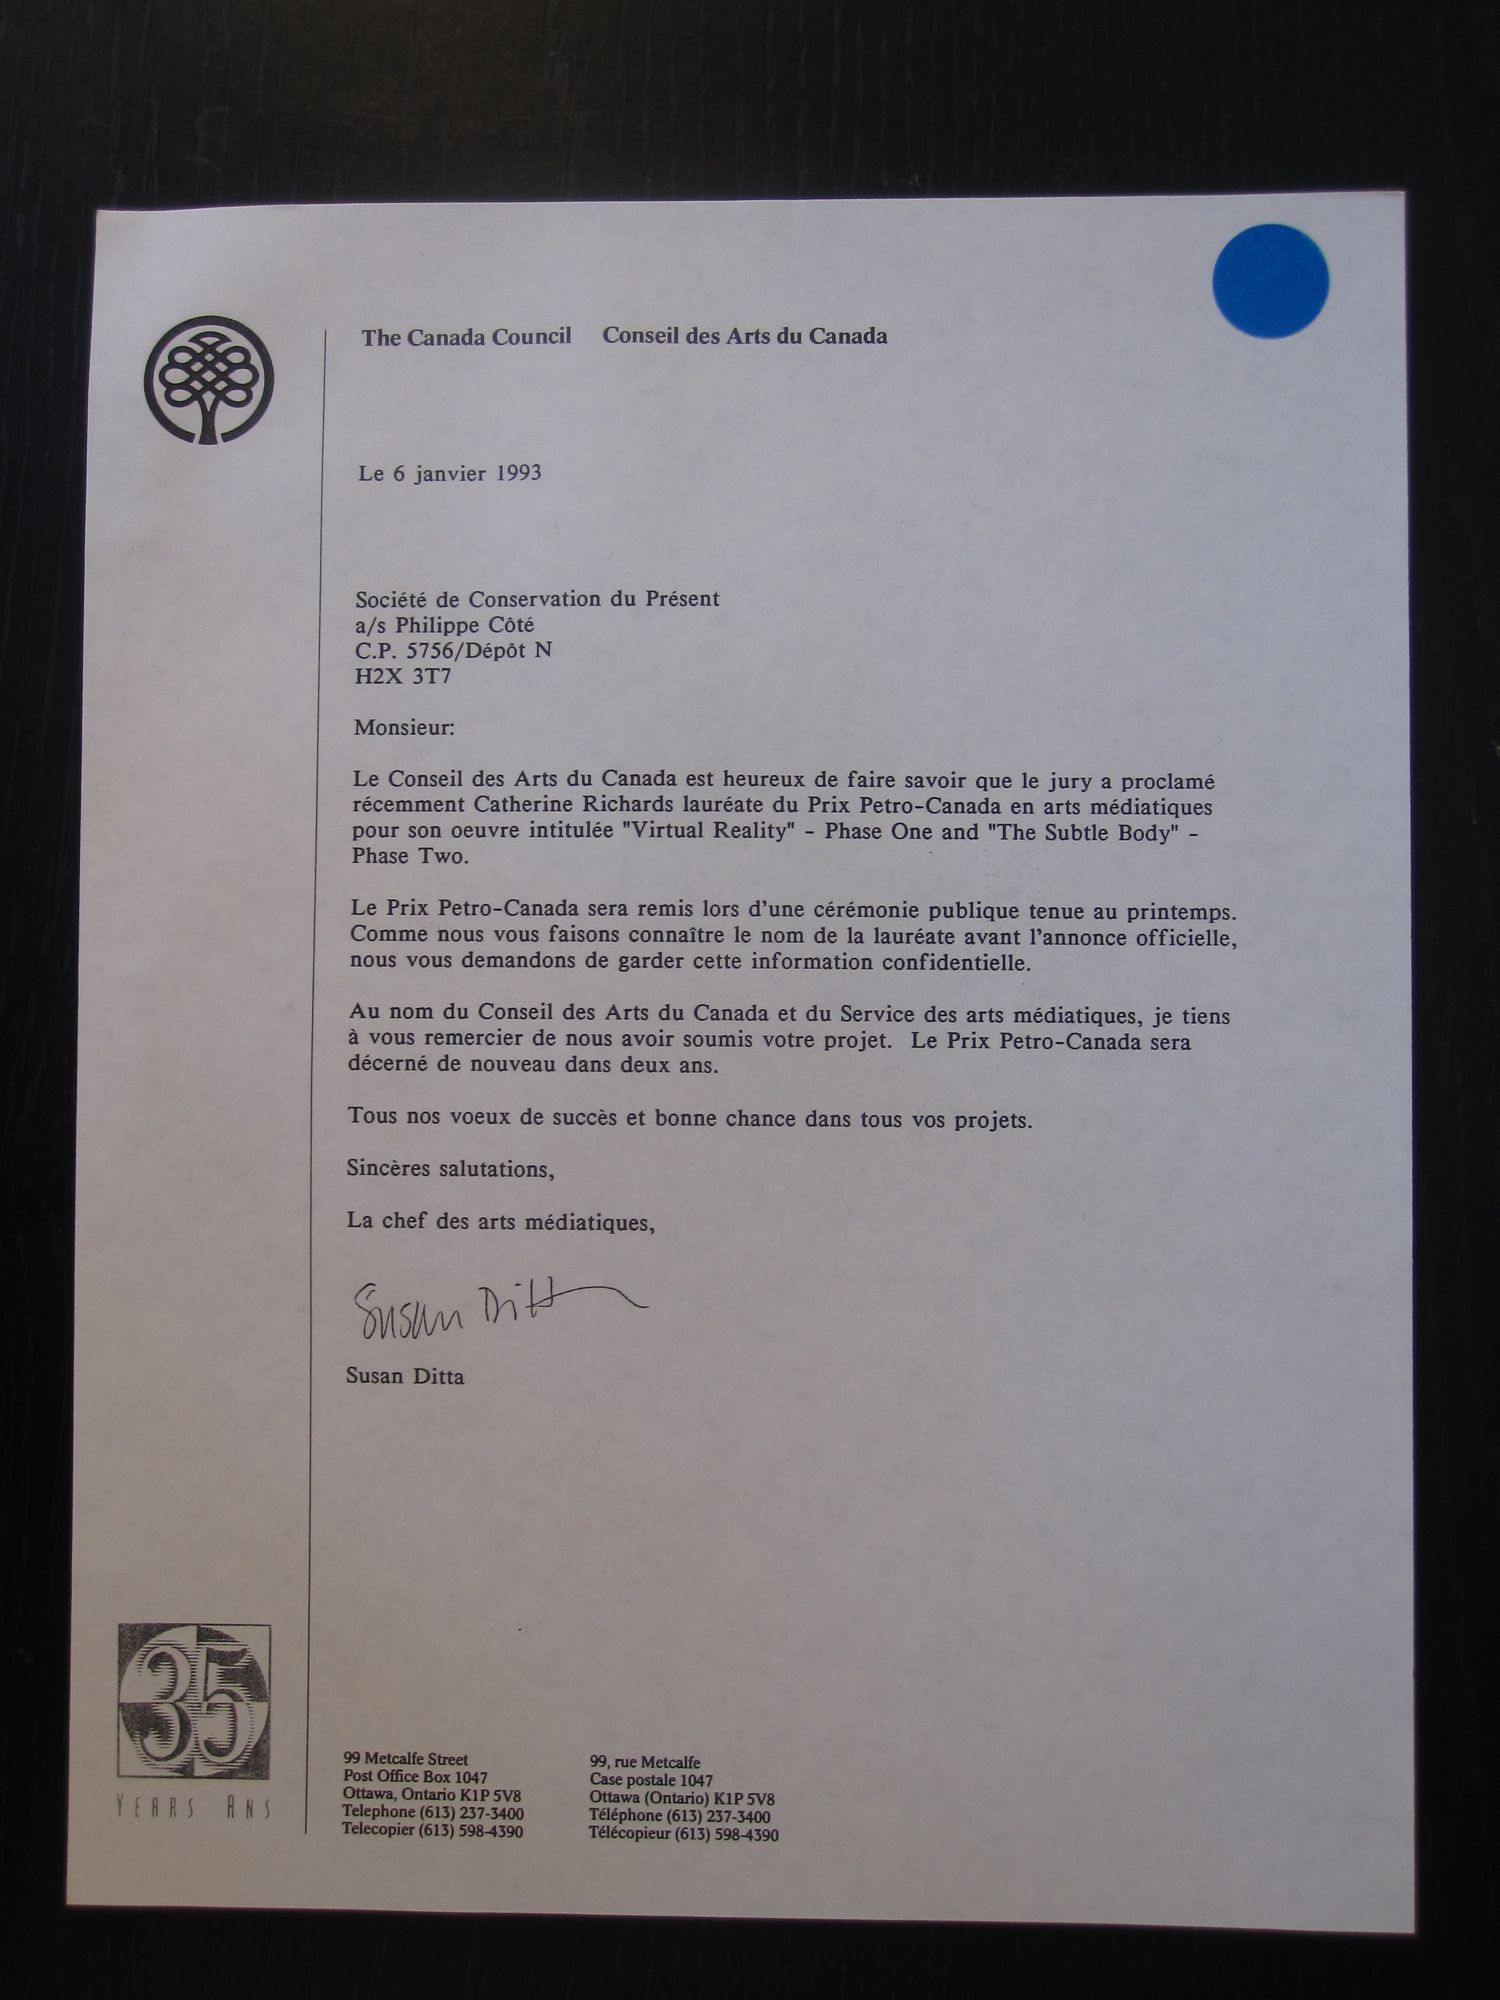 The Canada Council Conseil des Arts du Canada
Le 6 janvier 1993
Société de Conservation du Présent
a/s Philippe Côté
C.P. 5756/Dépôt N
H2X 3T7
Monsieur:
Le Conseil des Arts du Canada est heureux de faire savoir que le jury a proclamé
récemment Catherine Richards lauréate du Prix Petro-Canada en arts médiatiques
pour son oeuvre intitulée "Virtual Reality" - Phase One and "The Subtle Body" -
Phase Two.
Le Prix Petro-Canada sera remis lors d'une cérémonie publique tenue au printemps.
Comme nous vous faisons connaître le nom de la lauréate avant l'annonce officielle,
nous vous demandons de garder cette information confidentielle.
Au nom du Conseil des Arts du Canada et du Service des arts médiatiques, je tiens
à vous remercier de nous avoir soumis votre projet. Le Prix Petro-Canada sera
décerné de nouveau dans deux ans.
Tous nos voeux de succès et bonne chance dans tous vos projets.
Sincères salutations,
La chef des arts médiatiques,
Susan Ditta
Susan Ditta
35
YEARS ANS
99 Metcalfe Street
Post Office Box 1047
Ottawa, Ontario K1P 5V8
Telephone (613) 237-3400
Telecopier (613) 598-4390
99, rue Metcalfe
Case postale 1047
Ottawa (Ontario) K1P 5V8
Téléphone (613) 237-3400
Télécopieur (613) 598-4390